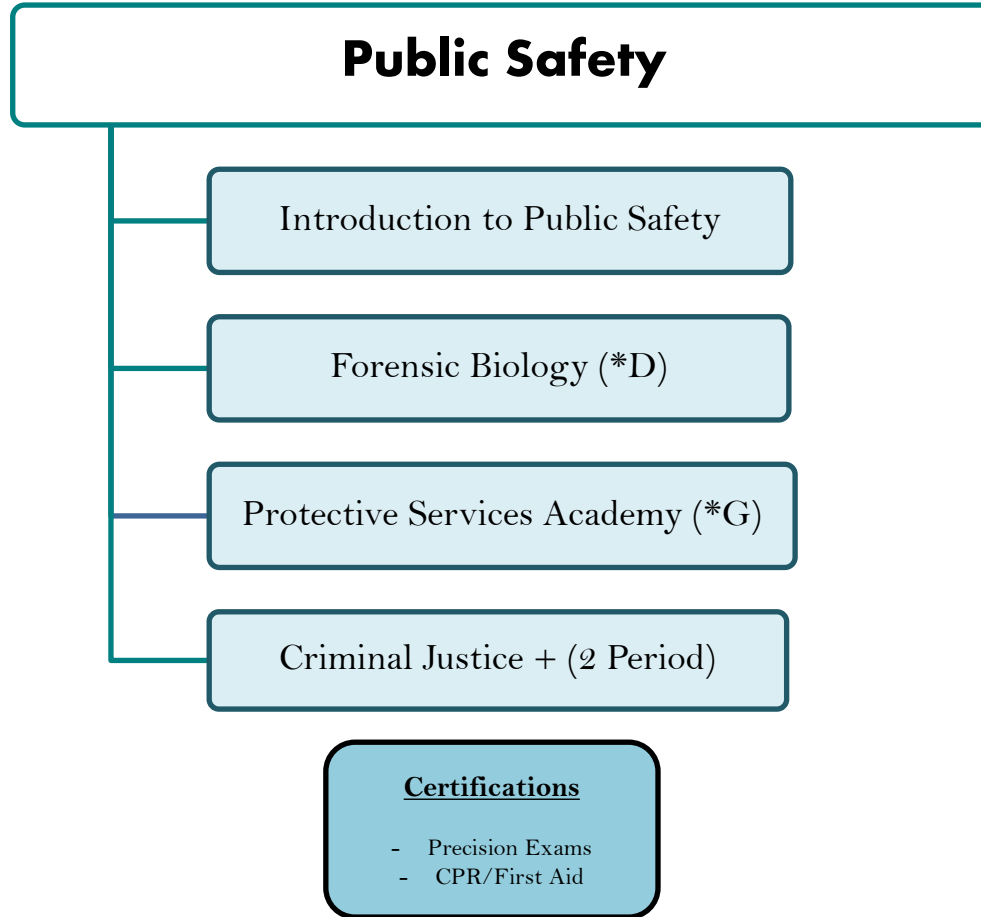 Public Safety
Introduction to Public Safety
Forensic Biology (*D)
Protective Services Academy (*G)
Criminal Justice + (2 Period)
Certifications
- Precision Exams
- CPR/First Aid